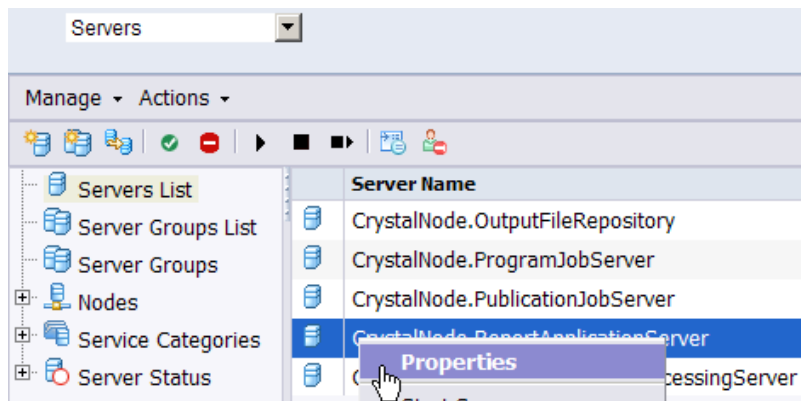 Servers
Manage Actions
Servers List
Server Groups List
Server Groups
Nodes
Service Categories
Server Status
Server Name
CrystalNode.OutputFileRepository
CrystalNode.ProgramJobServer
CrystalNode.PublicationJobServer
CrystalNode.ReportApplicationServer
Properties
cessingServer